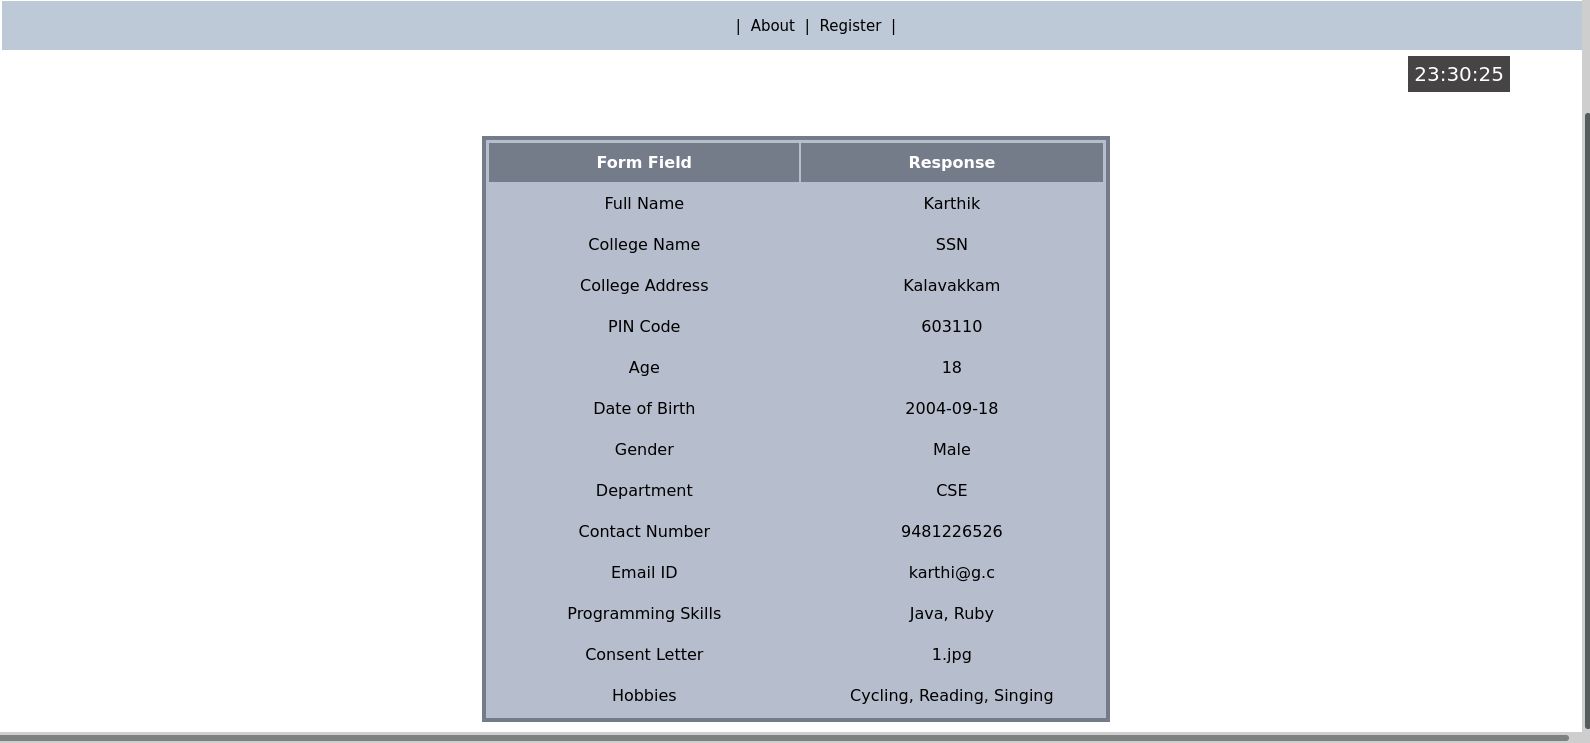 | About | Register |
23:30:25
Form Field Response
Full Name Karthik
College Name SSN
College Address Kalavakkam
PIN Code 603110
Age 18
Date of Birth 2004-09-18
Gender Male
Department CSE
Contact Number 9481226526
Email ID karthi@g.c
Programming Skills Java, Ruby
Consent Letter 1.jpg
Hobbies Cycling, Reading, Singing